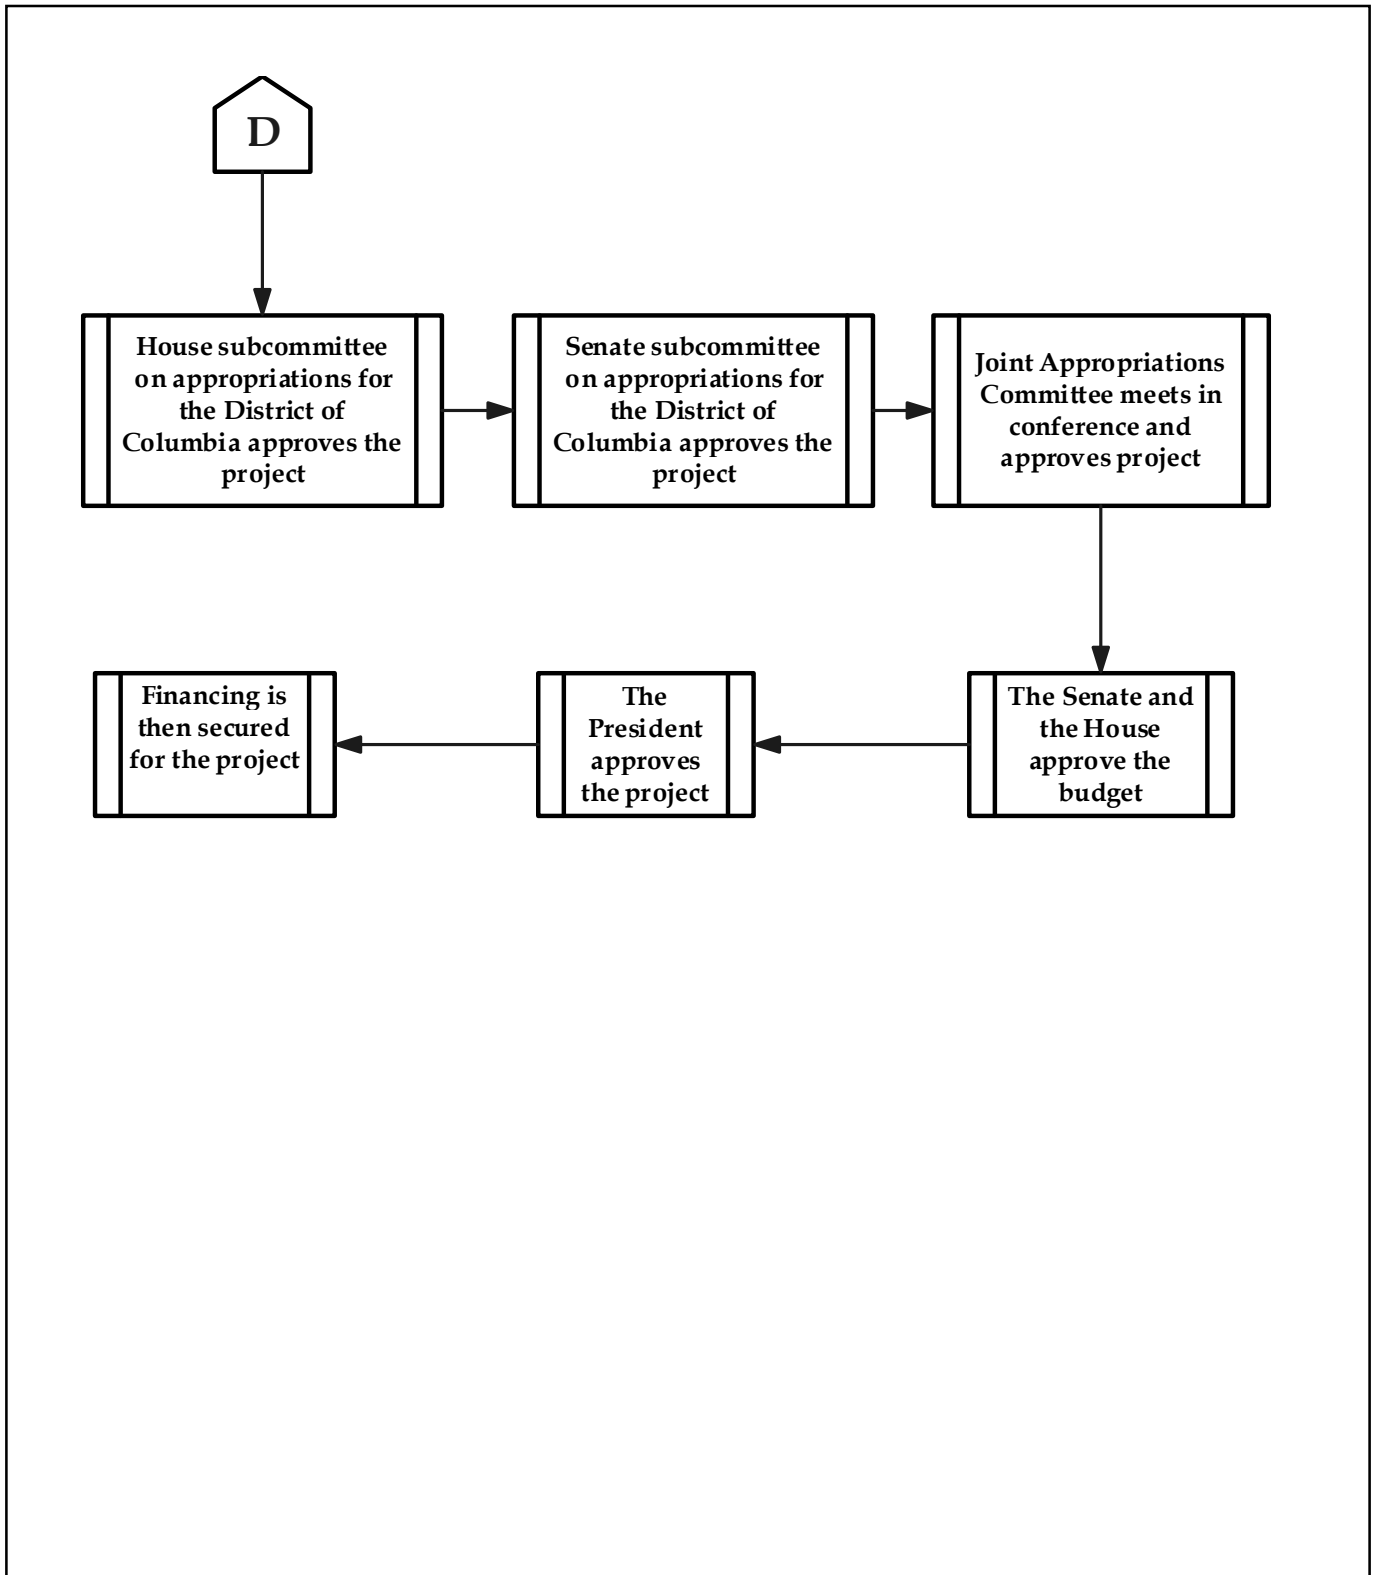 D
House subcommittee
on appropriations for
the District of
Columbia approves the
project
Senate subcommittee
on appropriations for
the District of
Columbia approves the
project
Joint Appropriations
Committee meets in
conference and
approves project
The Senate and
the House
approve the
budget
The
President
approves
the project
Financing is
then secured
for the project